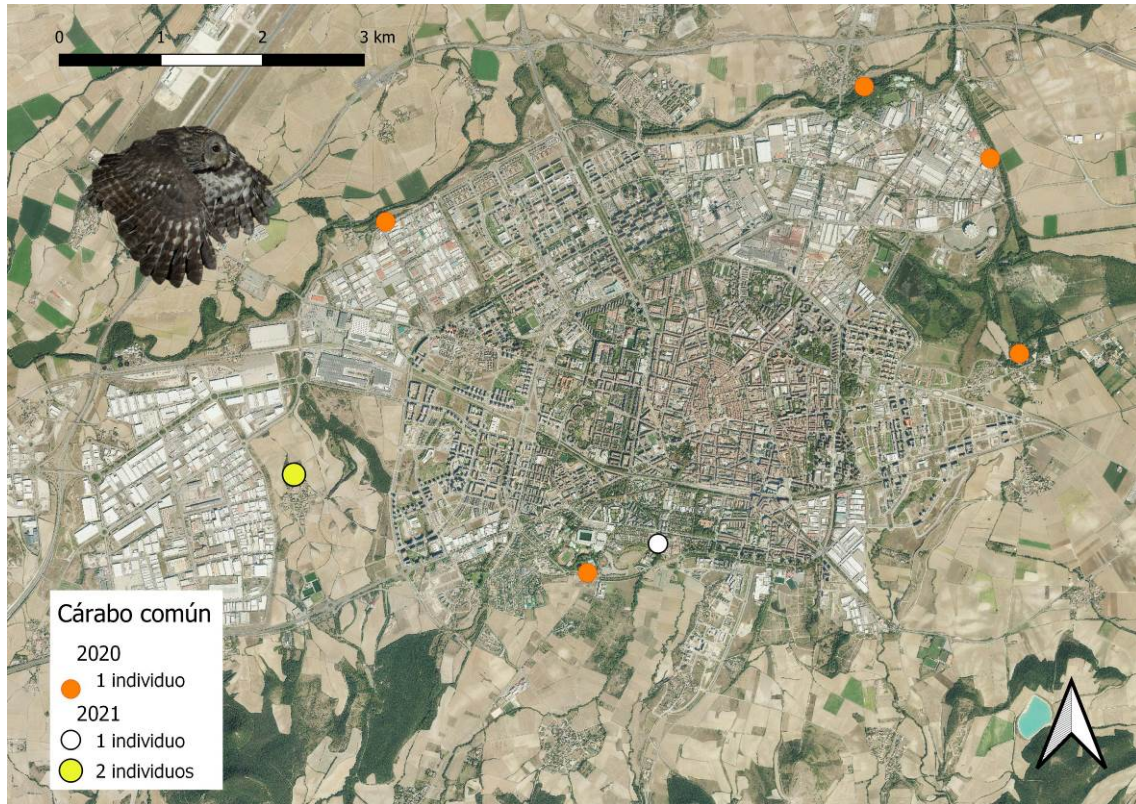 0 1 2 3 km
Cárabo común
2020
1 individuo
2021
1 individuo
2 individuos